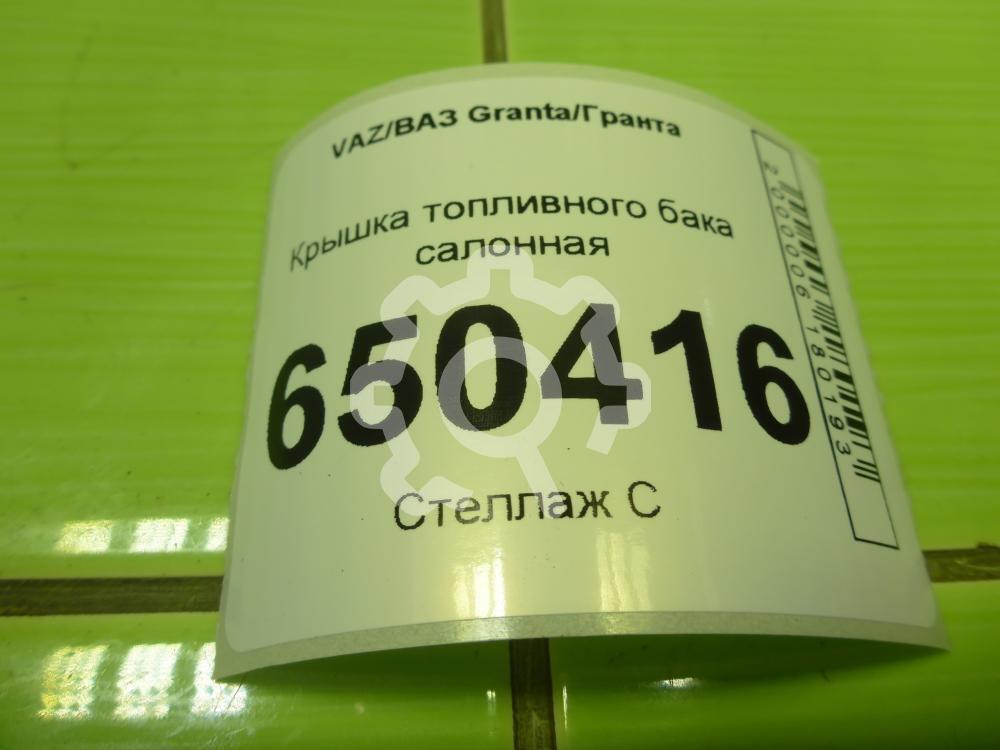 VAZ/ВАЗ Granta/Гранта
Крышка топливного бака
салонная
650416
Стеллаж С
2000006180193